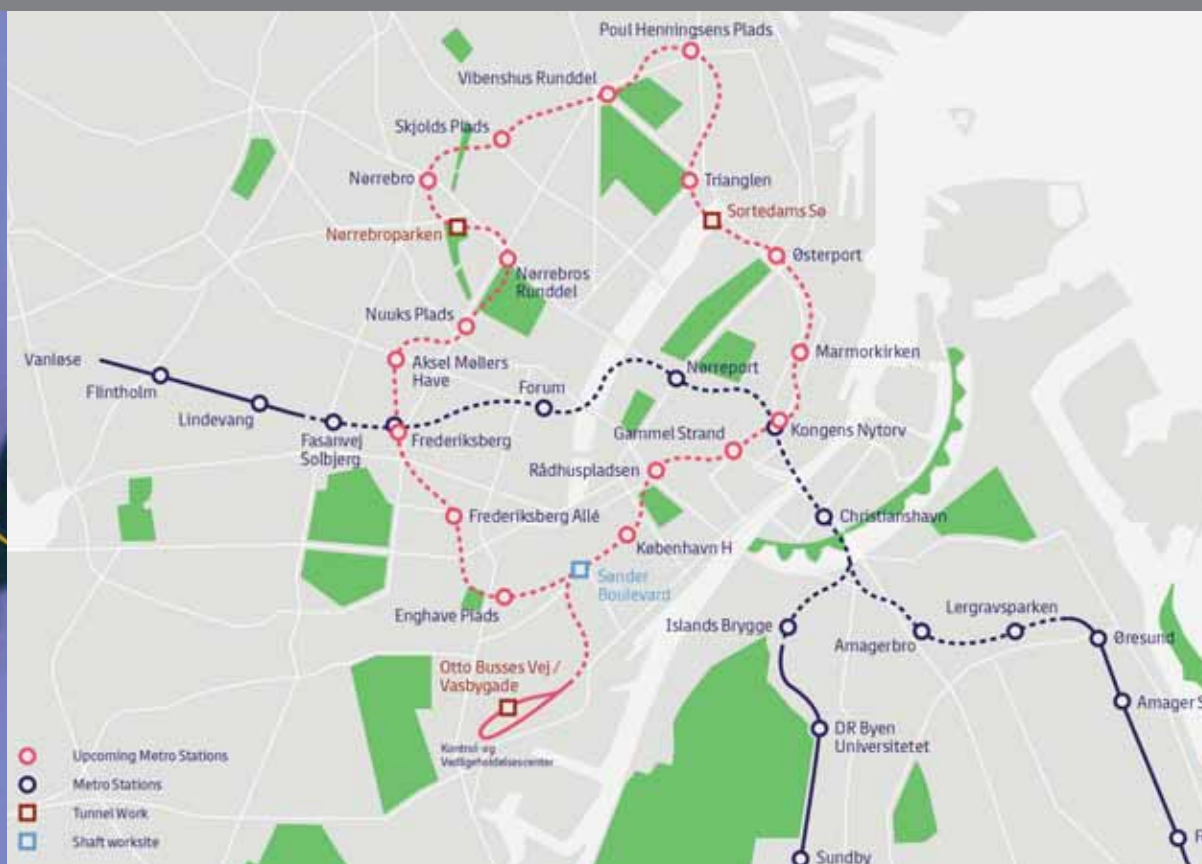 Poul Henningsens Plads
Vibenshus Runddel
Skjolds Plads
Nørrebro
Trianglen
Sortedams Sø
Nørrebroparken
Østerport
Nørrebros
Runddel
Nuuks Plads
Marmorkirken
Vanløse
Aksel Møllers
Have
Nørreport
Flintholm
Forum
Lindevang
Fasanvej
Solbjerg
Frederiksberg
Gammel Strand
Kongens Nytorv
Rådhuspladsen
Frederiksberg Allé
Christianshavn
København H
Sønder
Boulevard
Enghave Plads
Islands Brygge
Lergravsparken
Amagerbro
Øresund
Otto Busses Vej /
Vasbygade
Amager S
DR Byen
Universitetet
Kontrol-og
Vedligeholdelsescenter
Upcoming Metro Stations
Metro Stations
Tunnel Work
Shaft worksite
Sundby